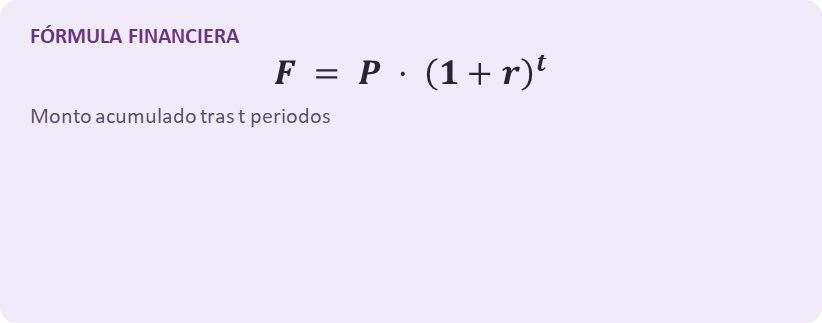 FÓRMULA FINANCIERA
F = P · (1 + r)^t
Monto acumulado tras t periodos